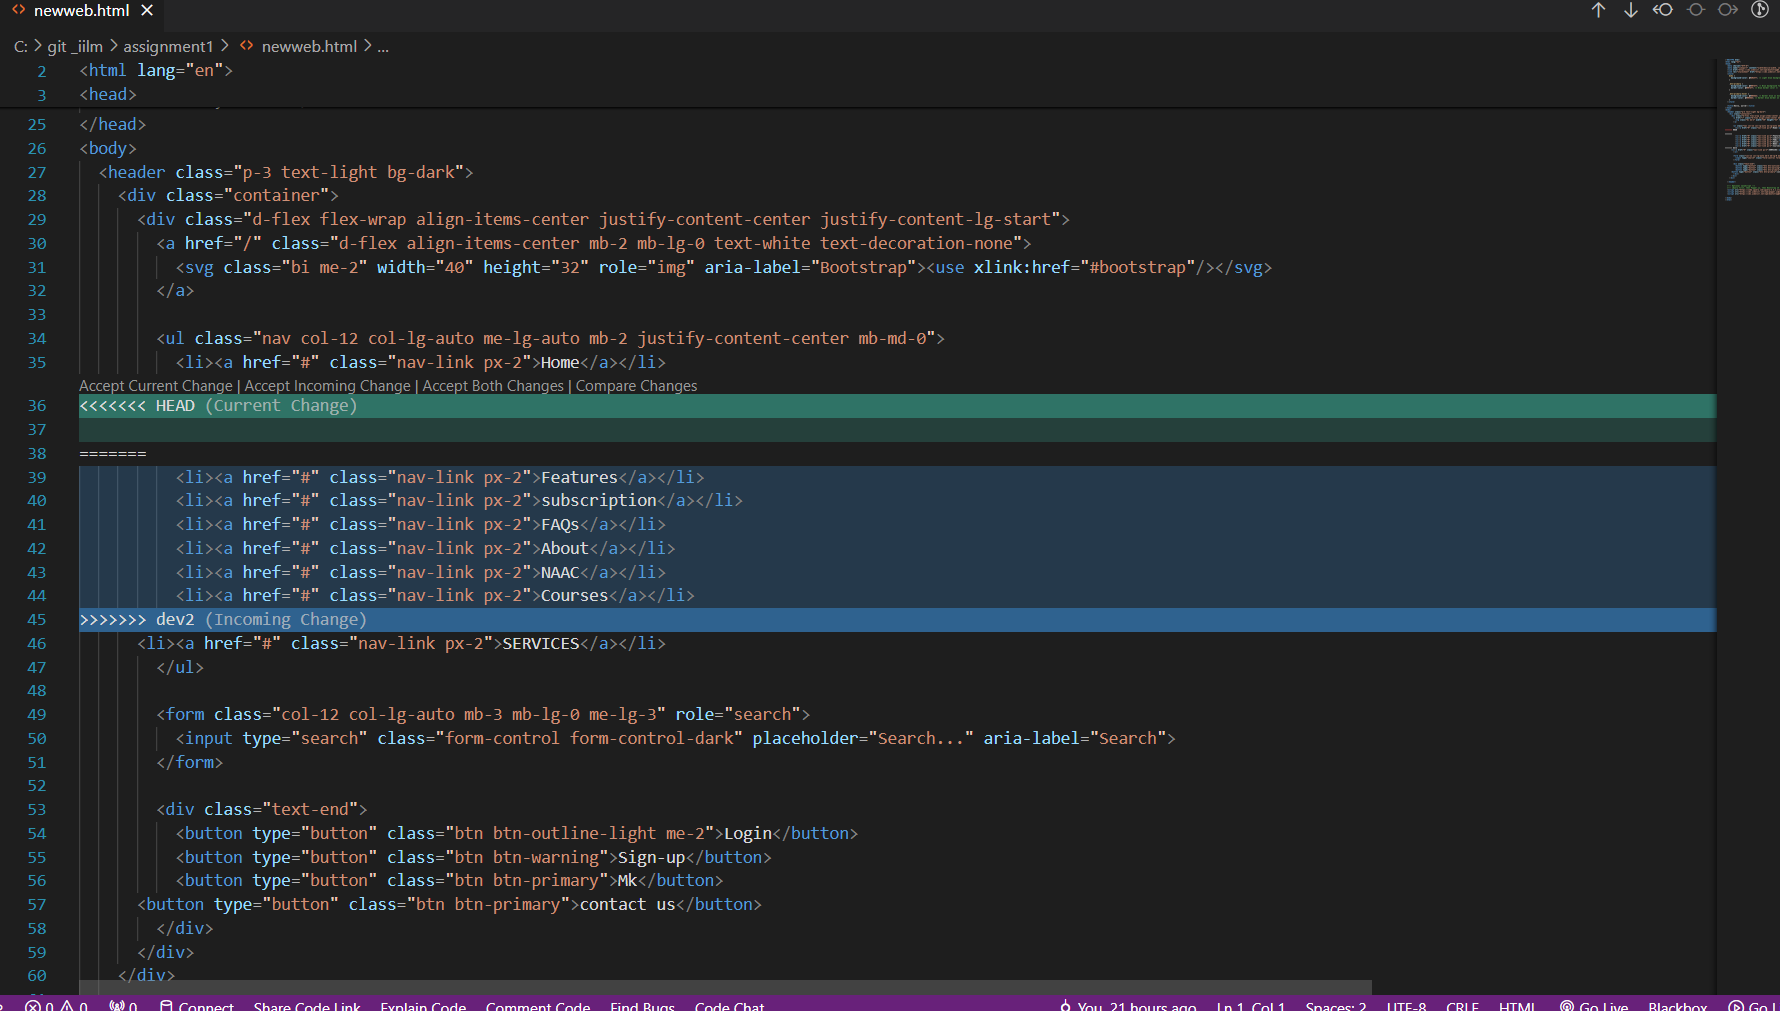 <> newweb.html ×
C: > git _iilm > assignment1 > <> newweb.html > ...
2 <html lang="en">
3 <head>
25 </head>
26 <body>
27 <header class="p-3 text-light bg-dark">
28 <div class="container">
29 <div class="d-flex flex-wrap align-items-center justify-content-center justify-content-lg-start">
30 <a href="/" class="d-flex align-items-center mb-2 mb-lg-0 text-white text-decoration-none">
31 <svg class="bi me-2" width="40" height="32" role="img" aria-label="Bootstrap"><use xlink:href="#bootstrap"/></svg>
32 </a>
33
34 <ul class="nav col-12 col-lg-auto me-lg-auto mb-2 justify-content-center mb-md-0">
35 <li><a href="#" class="nav-link px-2">Home</a></li>
Accept Current Change | Accept Incoming Change | Accept Both Changes | Compare Changes
36 <<<<<<< HEAD (Current Change)
37
38 =======
39 <li><a href="#" class="nav-link px-2">Features</a></li>
40 <li><a href="#" class="nav-link px-2">subscription</a></li>
41 <li><a href="#" class="nav-link px-2">FAQs</a></li>
42 <li><a href="#" class="nav-link px-2">About</a></li>
43 <li><a href="#" class="nav-link px-2">NAAC</a></li>
44 <li><a href="#" class="nav-link px-2">Courses</a></li>
45 >>>>>>> dev2 (Incoming Change)
46 <li><a href="#" class="nav-link px-2">SERVICES</a></li>
47 </ul>
48
49 <form class="col-12 col-lg-auto mb-3 mb-lg-0 me-lg-3" role="search">
50 <input type="search" class="form-control form-control-dark" placeholder="Search..." aria-label="Search">
51 </form>
52
53 <div class="text-end">
54 <button type="button" class="btn btn-outline-light me-2">Login</button>
55 <button type="button" class="btn btn-warning">Sign-up</button>
56 <button type="button" class="btn btn-primary">Mk</button>
57 <button type="button" class="btn btn-primary">contact us</button>
58 </div>
59 </div>
60 </div>
0 0 0 Connect Share Code Link Explain Code Comment Code Find Bugs Code Chat You, 21 hours ago Ln 1, Col 1 Spaces: 2 UTF-8 CRLF HTML Go Live Blackbox Go